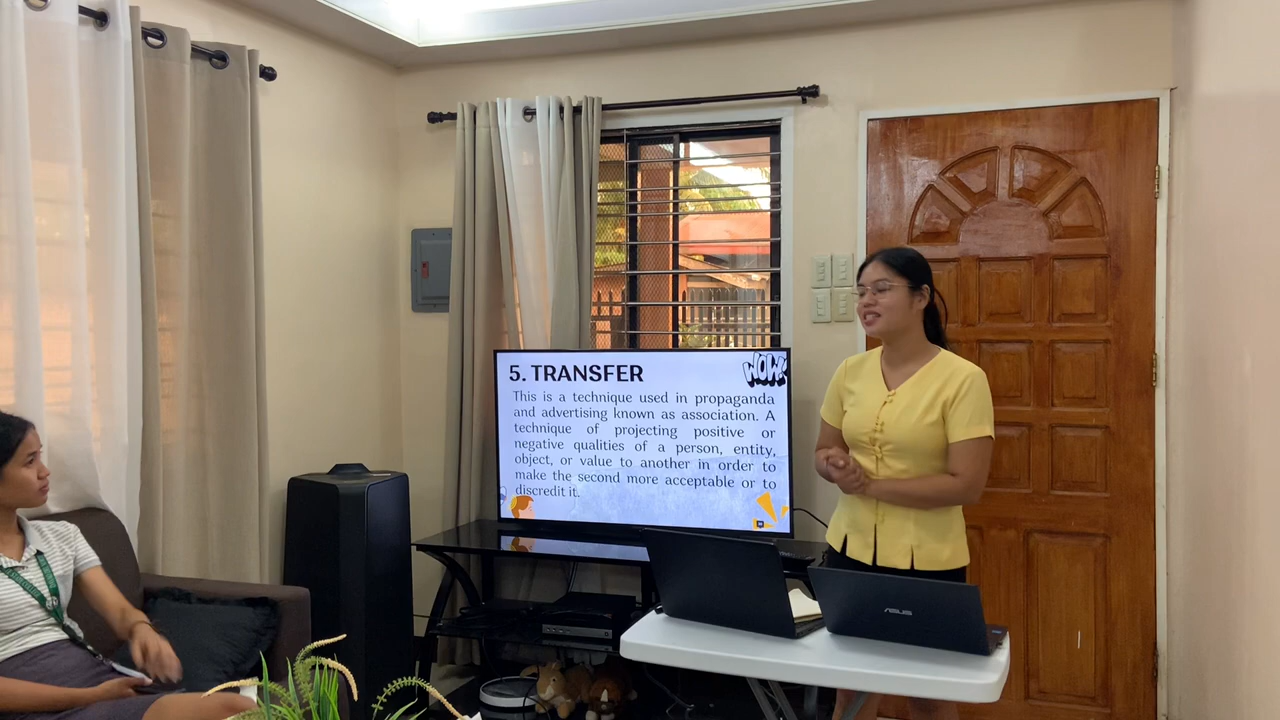 5. TRANSFER
WOW!
This is a technique used in propaganda
and advertising known as association. A
technique of projecting positive or
negative qualities of a person, entity,
object, or value to another in order to
make the second more acceptable or to
discredit it.
ASUS